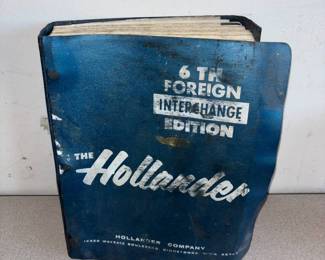 6 TH
FOREIGN
INTERCHANGE
EDITION
THE Hollander
HOLLANDER COMPANY